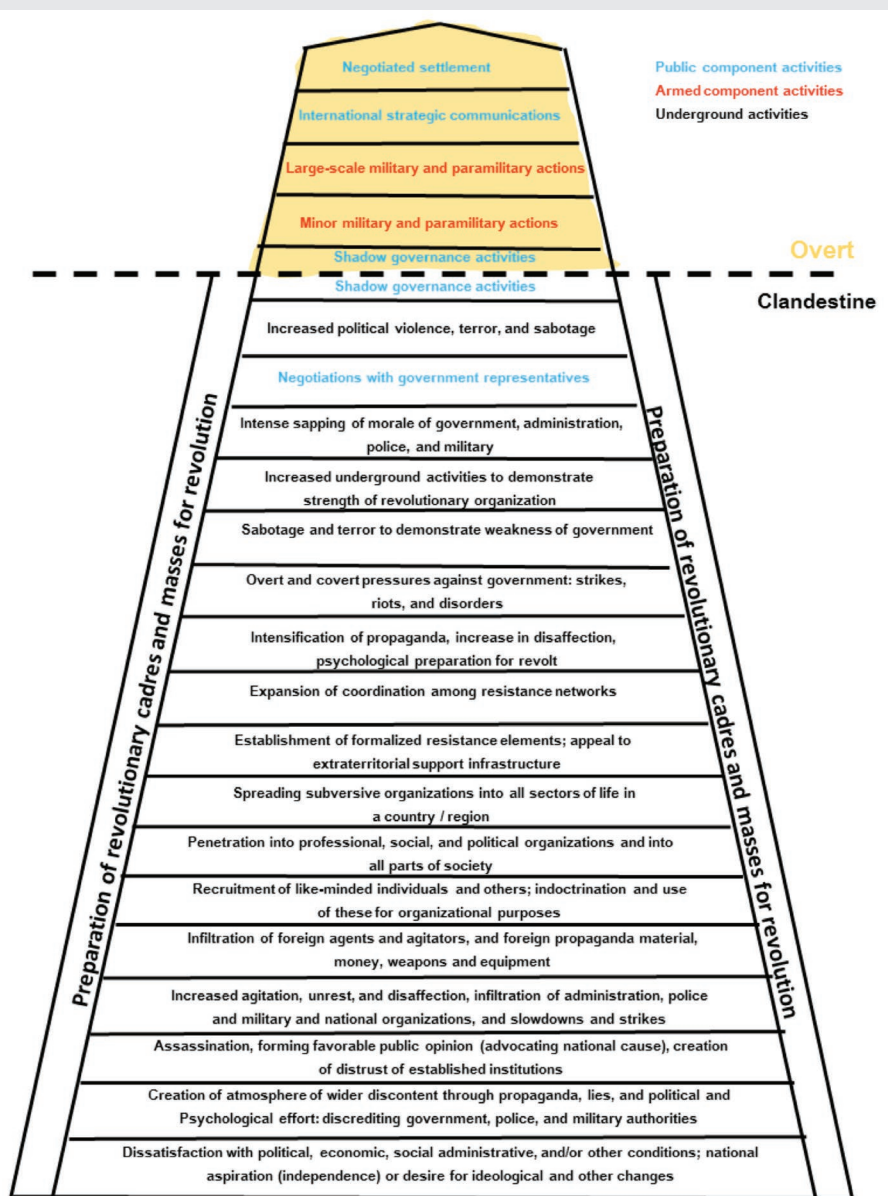 Negotiated settlement
Public component activities
Armed component activities
Underground activities
International strategic communications
Large-scale military and paramilitary actions
Minor military and paramilitary actions
Shadow governance activities
Overt
Clandestine
Shadow governance activities
Increased political violence, terror, and sabotage
Negotiations with government representatives
Intense sapping of morale of government, administration,
police, and military
Increased underground activities to demonstrate
strength of revolutionary organization
Sabotage and terror to demonstrate weakness of government
Overt and covert pressures against government: strikes,
riots, and disorders
Intensification of propaganda, increase in disaffection,
psychological preparation for revolt
Expansion of coordination among resistance networks
Establishment of formalized resistance elements; appeal to
extraterritorial support infrastructure
Spreading subversive organizations into all sectors of life in
a country / region
Penetration into professional, social, and political organizations and into
all parts of society
Recruitment of like-minded individuals and others; indoctrination and use
of these for organizational purposes
Infiltration of foreign agents and agitators, and foreign propaganda material,
money, weapons and equipment
Increased agitation, unrest, and disaffection, infiltration of administration, police
and military and national organizations, and slowdowns and strikes
Assassination, forming favorable public opinion (advocating national cause), creation
of distrust of established institutions
Creation of atmosphere of wider discontent through propaganda, lies, and political and
Psychological effort: discrediting government, police, and military authorities
Dissatisfaction with political, economic, social administrative, and/or other conditions; national
aspiration (independence) or desire for ideological and other changes
Preparation of revolutionary cadres and masses for revolution
Preparation of revolutionary cadres and masses for revolution